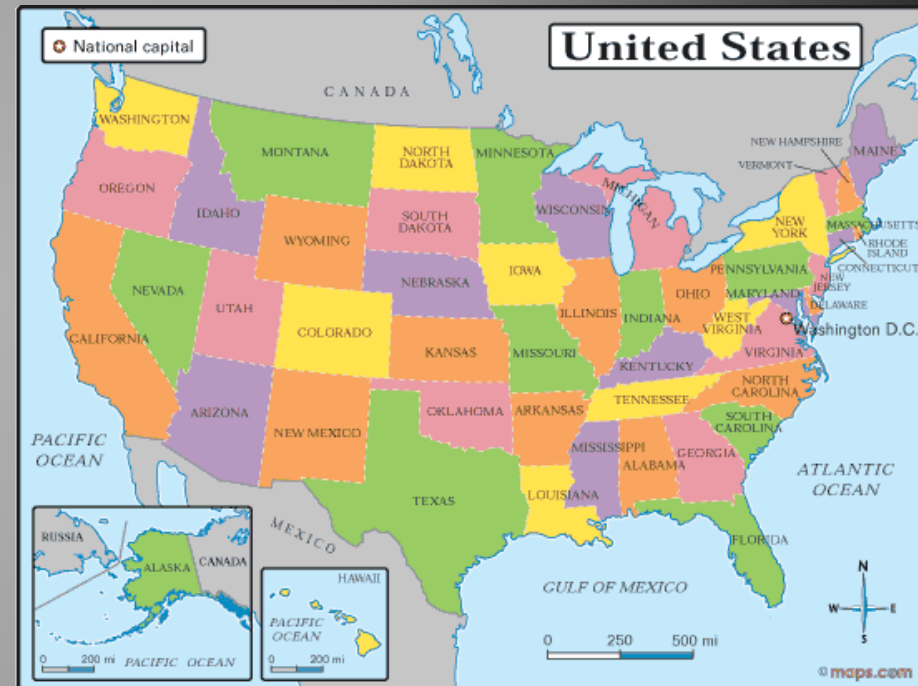 National capital
United States
CANADA
WASHINGTON
MONTANA
NORTH
DAKOTA
MINNESOTA
NEW HAMPSHIRE
VERMONT
MAINE
OREGON
IDAHO
WYOMING
SOUTH
DAKOTA
WISCONSIN
MICHIGAN
NEW
YORK
MASSACHUSETTS
RHODE
ISLAND
CONNECTICUT
NEVADA
UTAH
COLORADO
NEBRASKA
IOWA
ILLINOIS
INDIANA
OHIO
PENNSYLVANIA
NEW
JERSEY
MARYLAND
DELAWARE
WEST
VIRGINIA
Washington D.C.
VIRGINIA
CALIFORNIA
KANSAS
MISSOURI
KENTUCKY
NORTH
CAROLINA
TENNESSEE
ARIZONA
NEW MEXICO
OKLAHOMA
ARKANSAS
SOUTH
CAROLINA
MISSISSIPPI
ALABAMA
GEORGIA
PACIFIC
OCEAN
ATLANTIC
OCEAN
TEXAS
LOUISIANA
FLORIDA
MEXICO
GULF OF MEXICO
RUSSIA
ALASKA
CANADA
0 200 mi
PACIFIC OCEAN
HAWAII
PACIFIC
OCEAN
0 200 mi
0 250 500 mi
N
W E
S
© maps.com